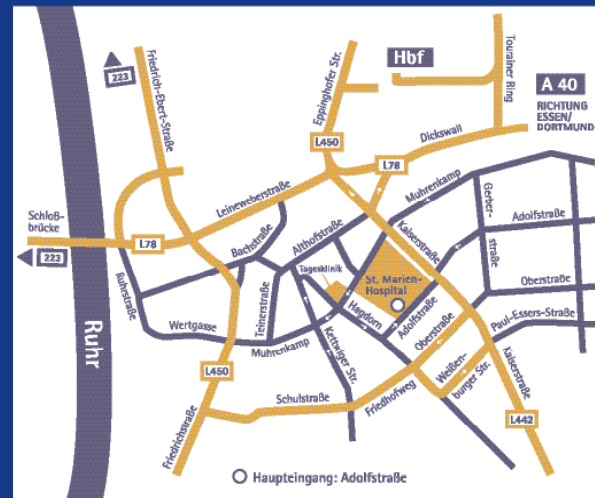 223
Friedrich-Ebert-Straße
Eppinghofer Str.
Hbf
Tourainer
Ring
A 40
RICHTUNG
ESSEN/
DORTMUND
L450
Dickswall
L78
Leineweberstraße
Muhrenkamp
Gerber-
straße
Adolfstraße
Schloß-
brücke
L78
223
Bachstraße
Althofstraße
Kaiserstraße
Tagesklinik
St. Marien-
Hospital
Oberstraße
Ruhrstraße
Ruhr
Wertgasse
Teinerstraße
Hagdorn
Adolfstraße
Paul-Essers-Straße
Muhrenkamp
Kettwiger Str.
Oberstraße
Weißen-
burger Str.
Kaiserstraße
L450
Schulstraße
Friedhofweg
L442
Friedrichstraße
Haupteingang: Adolfstraße